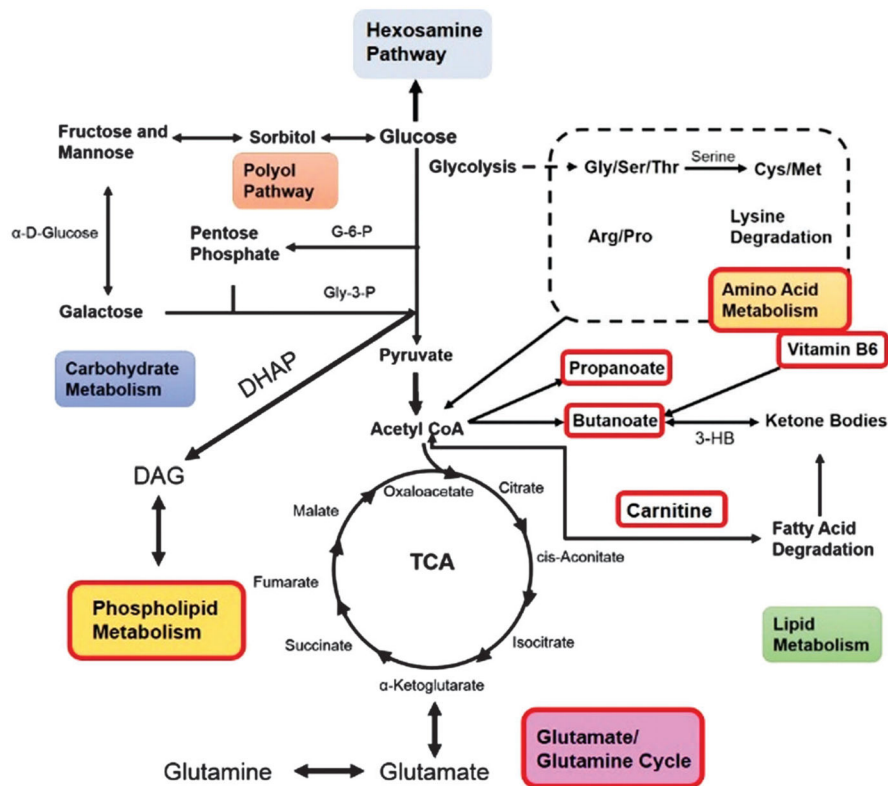 Hexosamine
Pathway
Fructose and
Mannose
Sorbitol
Glucose
Polyol
Pathway
Glycolysis
Gly/Ser/Thr
Serine
Cys/Met
α-D-Glucose
Pentose
Phosphate
G-6-P
Arg/Pro
Lysine
Degradation
Galactose
Gly-3-P
Amino Acid
Metabolism
Carbohydrate
Metabolism
DHAP
Pyruvate
Propanoate
Vitamin B6
Acetyl CoA
Butanoate
3-HB
Ketone Bodies
DAG
Oxaloacetate
Citrate
Carnitine
Malate
Fatty Acid
Degradation
TCA
cis-Aconitate
Phospholipid
Metabolism
Fumarate
Succinate
Isocitrate
Lipid
Metabolism
α-Ketoglutarate
Glutamate/
Glutamine Cycle
Glutamine
Glutamate